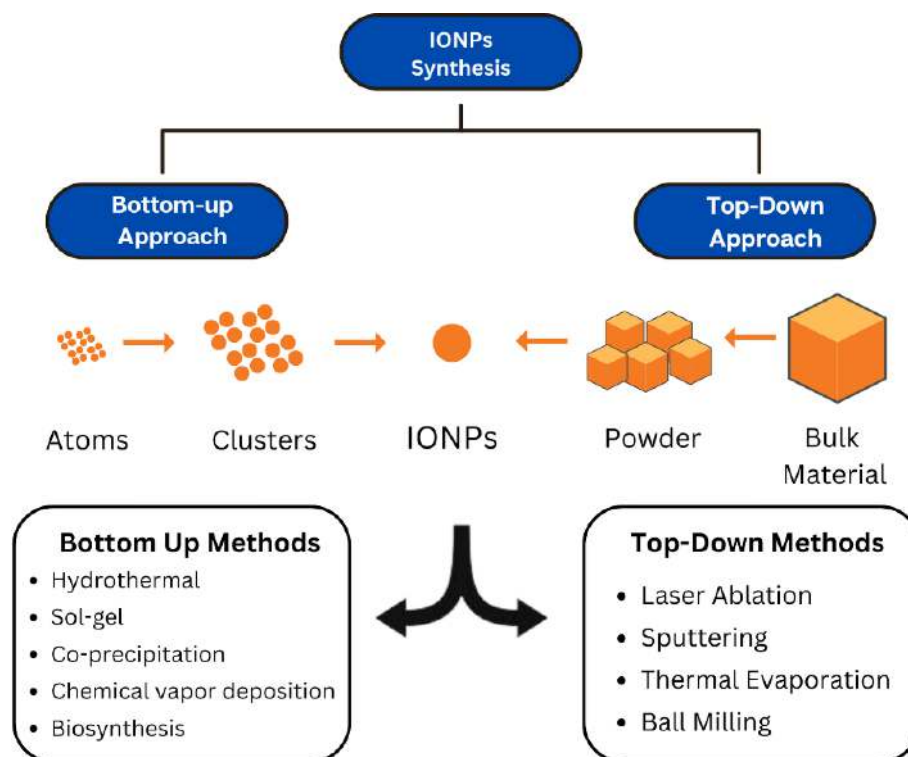 IONPs
Synthesis
Bottom-up
Approach
Top-Down
Approach
Atoms
Clusters
IONPs
Powder
Bulk
Material
Bottom Up Methods
• Hydrothermal
• Sol-gel
• Co-precipitation
• Chemical vapor deposition
• Biosynthesis
Top-Down Methods
• Laser Ablation
• Sputtering
• Thermal Evaporation
• Ball Milling